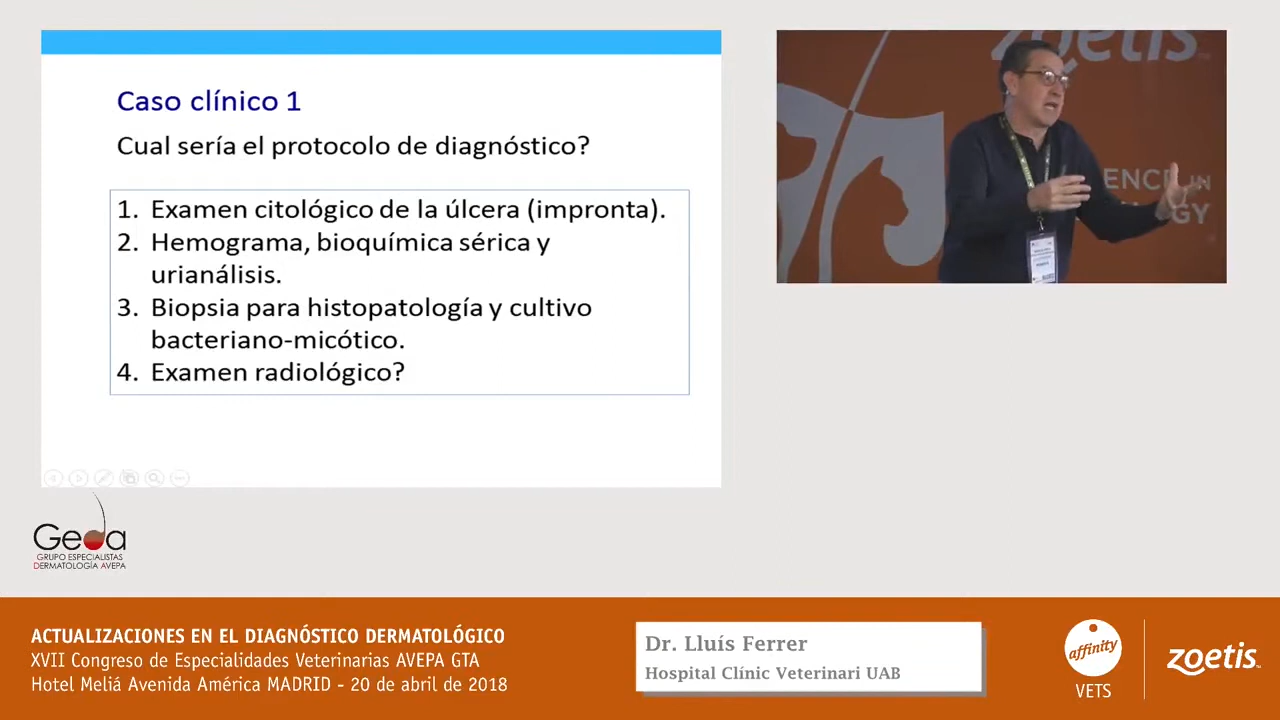 Caso clínico 1
Cual sería el protocolo de diagnóstico?
1. Examen citológico de la úlcera (impronta).
2. Hemograma, bioquímica sérica y
urianálisis.
3. Biopsia para histopatología y cultivo
bacteriano-micótico.
4. Examen radiológico?
zoetis
ENCE IN
GY
Geda
GRUPO ESPECIALISTAS
DERMATOLOGÍA AVEPA
ACTUALIZACIONES EN EL DIAGNÓSTICO DERMATOLÓGICO
XVII Congreso de Especialidades Veterinarias AVEPA GTA
Hotel Meliá Avenida América MADRID - 20 de abril de 2018
Dr. Lluís Ferrer
Hospital Clínic Veterinari UAB
affinity
VETS
zoetis